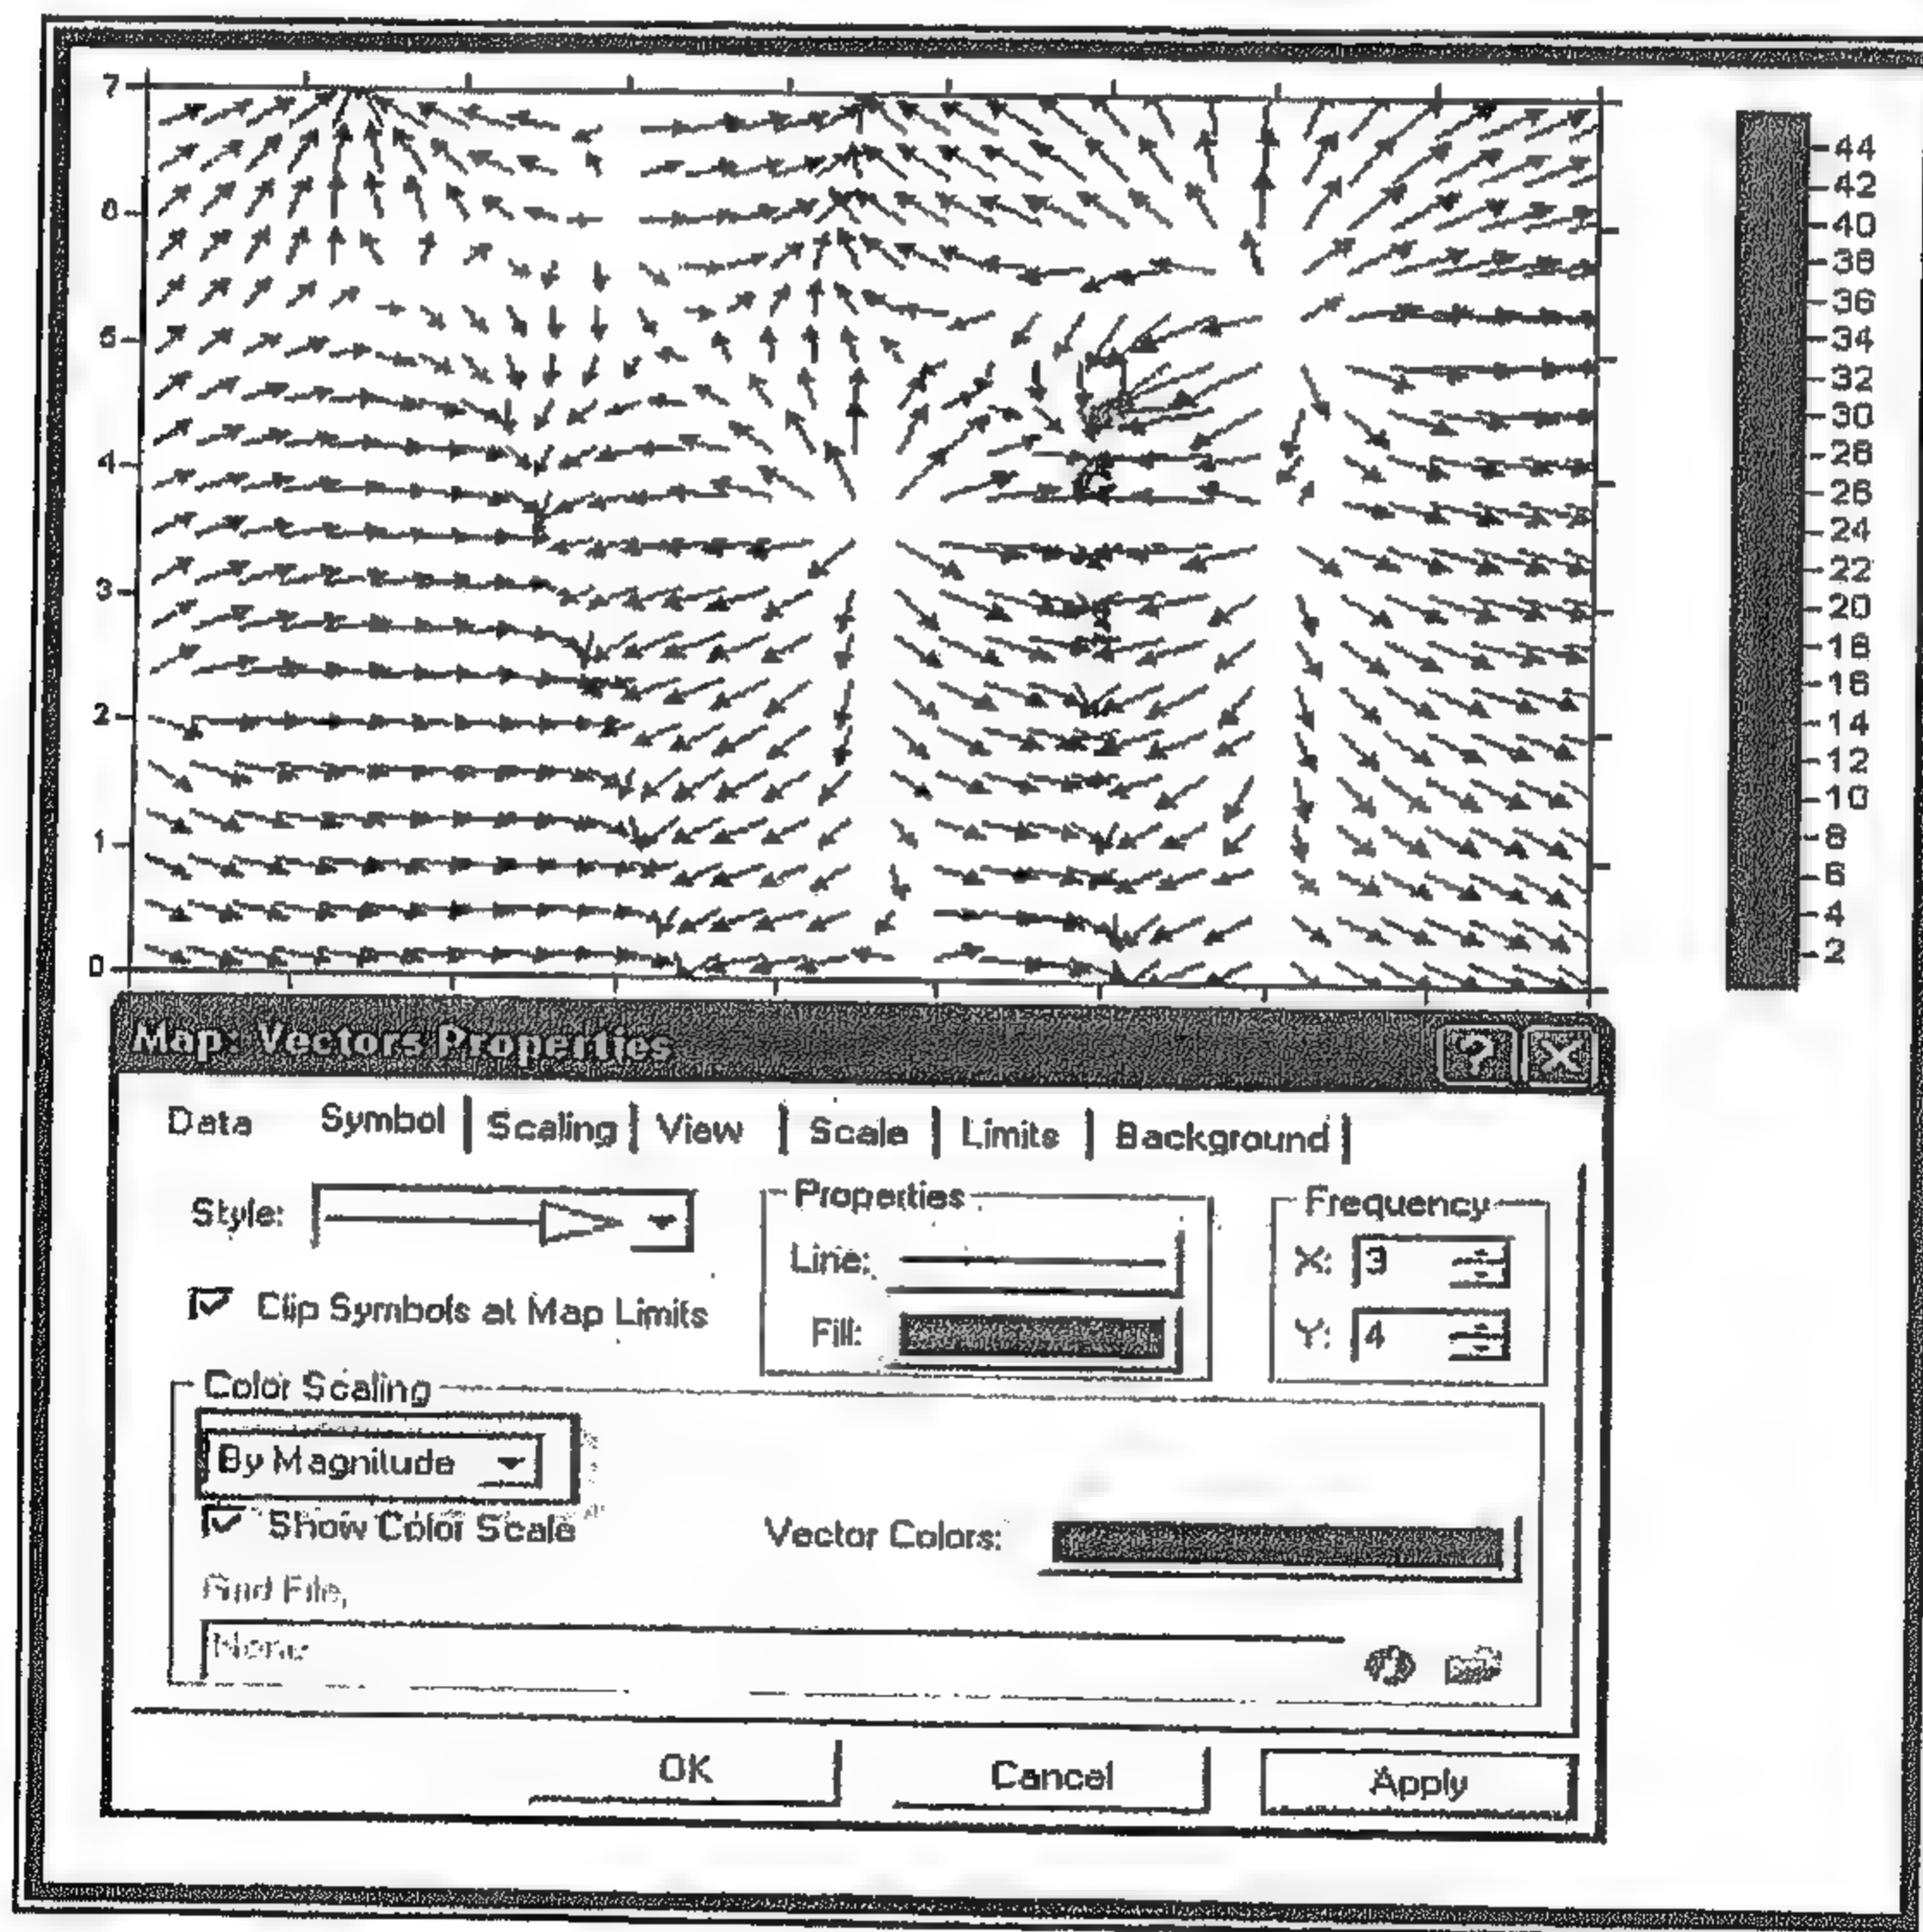 7
6
5
4
3
2
1
0
44
42
40
38
36
34
32
30
28
26
24
22
20
18
16
14
12
10
8
6
4
2
Map: Vectors Properties
? X
Data Symbol Scaling View Scale Limits Background
Style:
Properties
Frequency
Line:
X: 3
Clip Symbols at Map Limits
Fill:
Y: 4
Color Scaling
By Magnitude
Show Color Scale
Vector Colors:
Grid File:
None
OK Cancel Apply